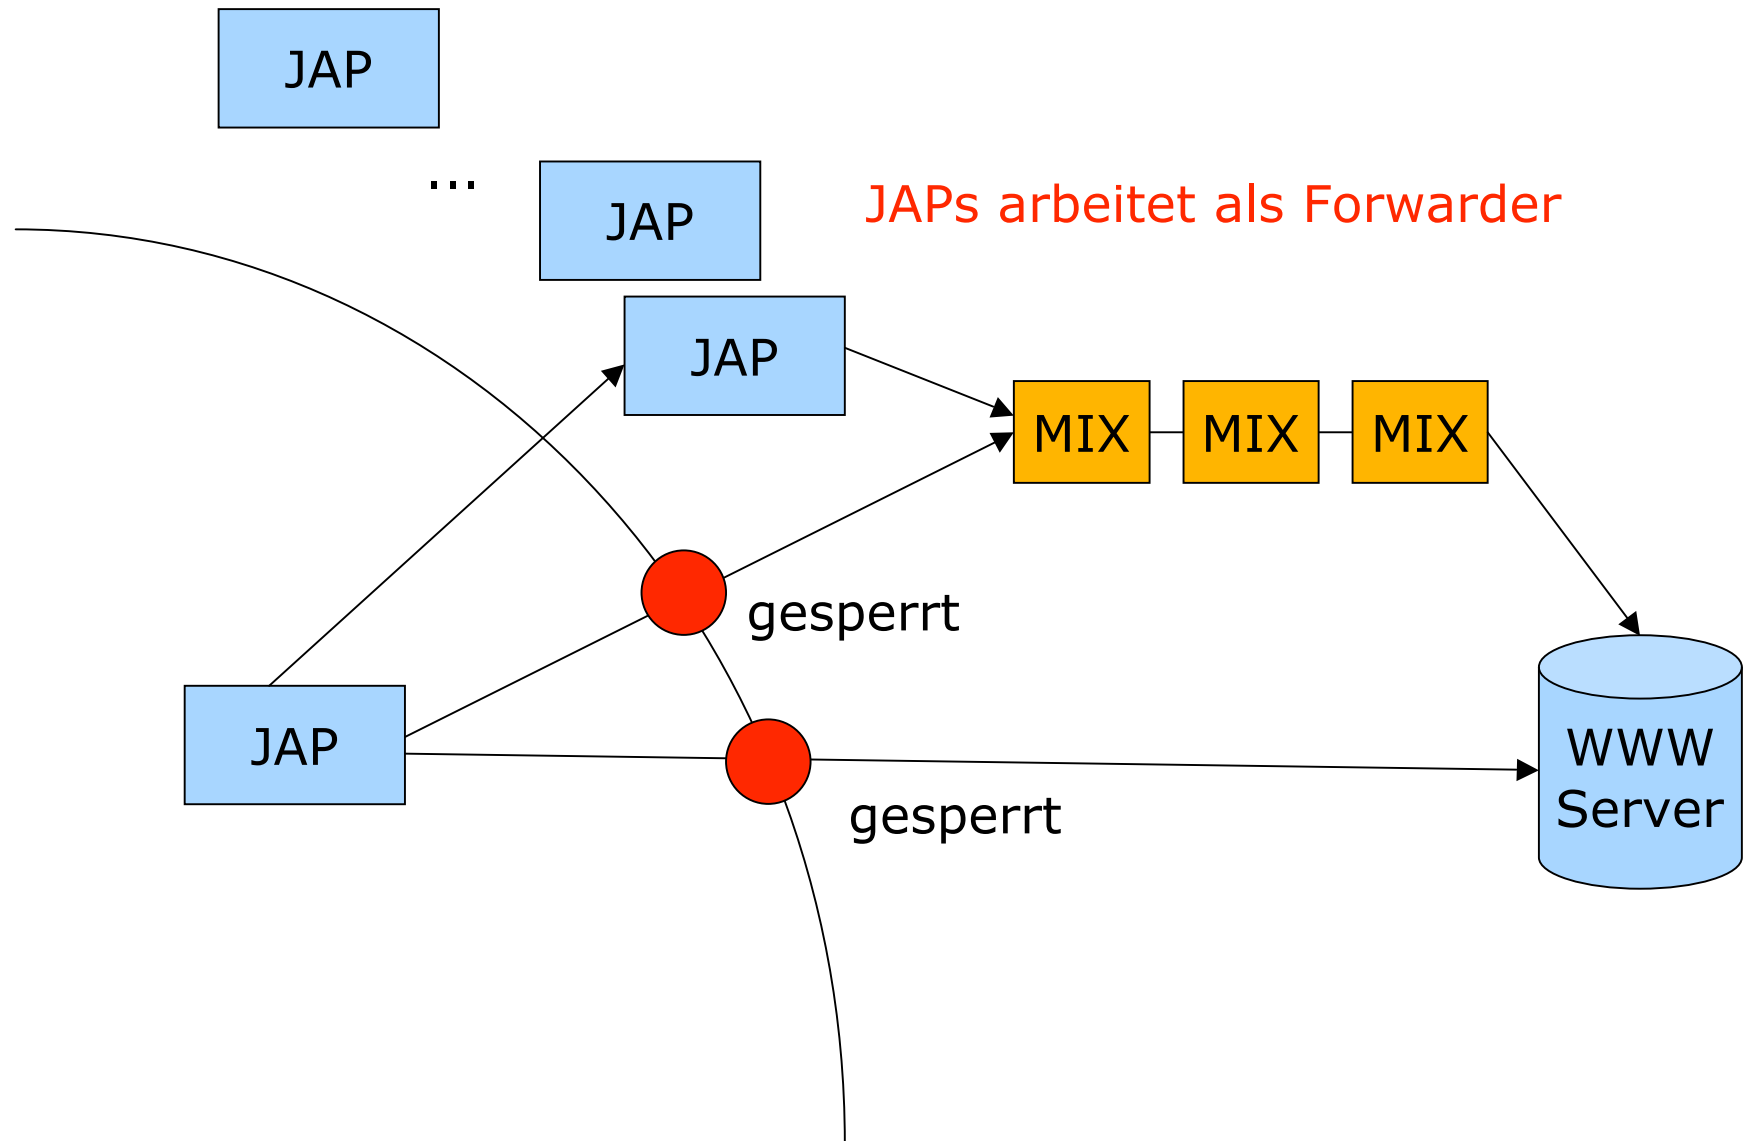 JAP
...
JAP
JAPs arbeitet als Forwarder
JAP
MIX
MIX
MIX
gesperrt
JAP
gesperrt
WWW
Server